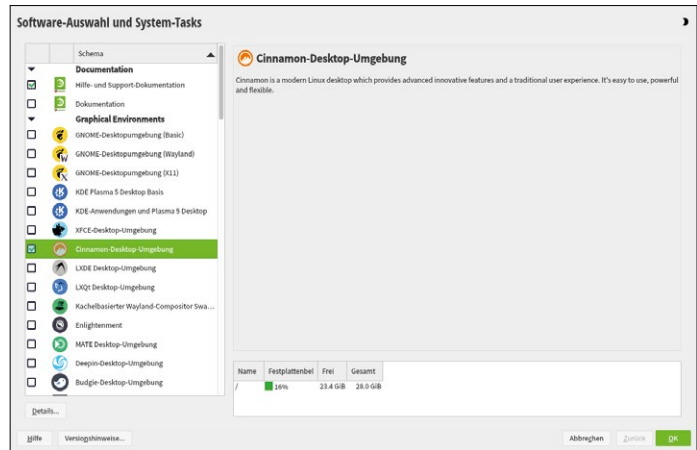 Software-Auswahl und System-Tasks
Schema
Documentation
Hilfe- und Support-Dokumentation
Dokumentation
Graphical Environments
GNOME-Desktopumgebung (Basic)
GNOME-Desktopumgebung (Wayland)
GNOME-Desktopumgebung (X11)
KDE Plasma 5 Desktop Basis
KDE-Anwendungen und Plasma 5 Desktop
XFCE-Desktop-Umgebung
Cinnamon-Desktop-Umgebung
LXDE Desktop-Umgebung
LXQt Desktop-Umgebung
Kachelbasierter Wayland-Compositor Swa...
Enlightenment
MATE Desktop-Umgebung
Deepin-Desktop-Umgebung
Budgie-Desktop-Umgebung
Details...
Cinnamon-Desktop-Umgebung
Cinnamon is a modern Linux desktop which provides advanced innovative features and a traditional user experience. It's easy to use, powerful
and flexible.
Name Festplattenbel Frei Gesamt
/ 16% 23.4 GiB 28.0 GiB
Hilfe Versionshinweise... Abbrechen Zurück OK